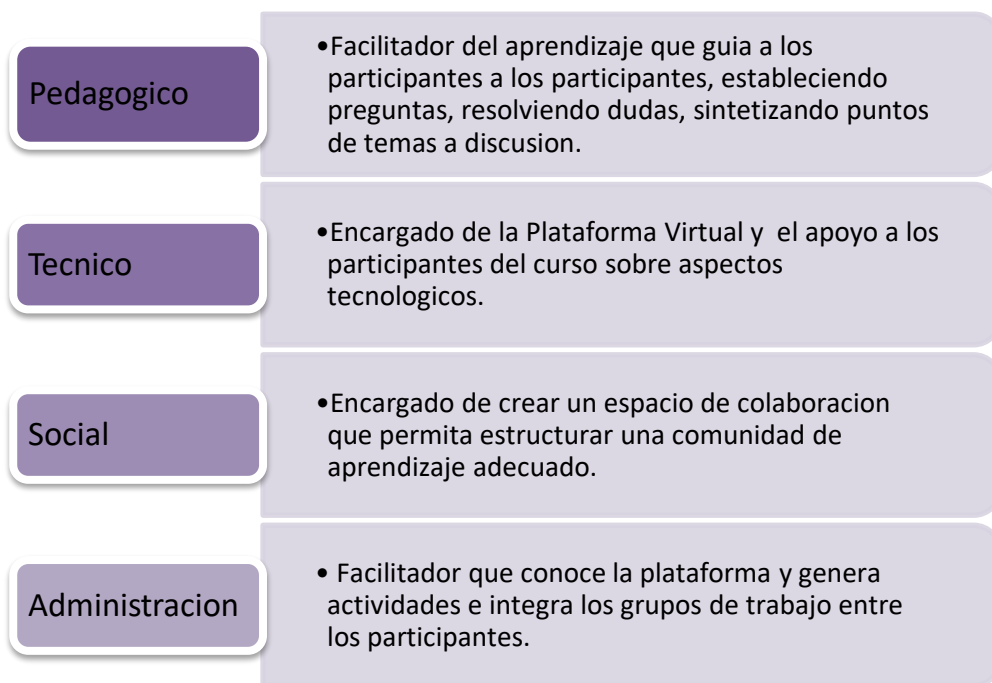 Pedagogico
•Facilitador del aprendizaje que guia a los
participantes a los participantes, estableciendo
preguntas, resolviendo dudas, sintetizando puntos
de temas a discusion.
Tecnico
•Encargado de la Plataforma Virtual y el apoyo a los
participantes del curso sobre aspectos
tecnologicos.
Social
•Encargado de crear un espacio de colaboracion
que permita estructurar una comunidad de
aprendizaje adecuado.
Administracion
• Facilitador que conoce la plataforma y genera
actividades e integra los grupos de trabajo entre
los participantes.